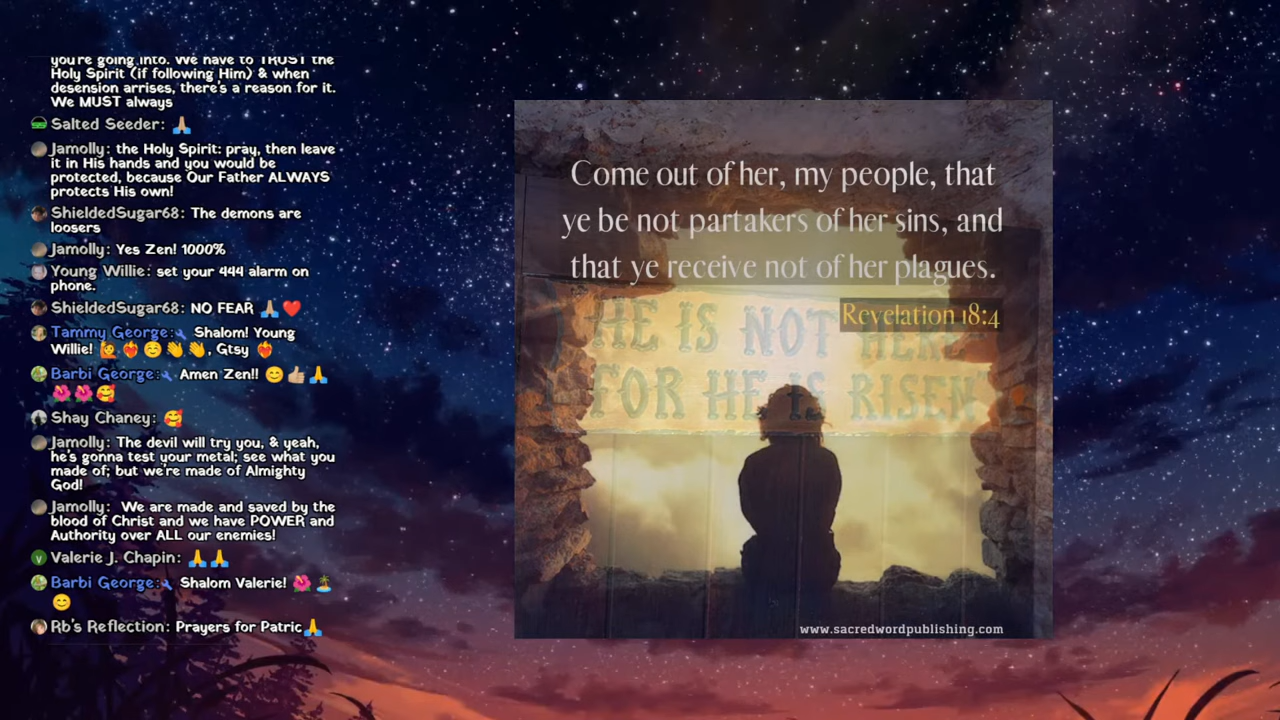 you're going into. We have to TRUST the
Holy Spirit (if following Him) & when
desension arrises, there's a reason for it.
We MUST always
Salted Seeder: 🙏🏼
Jamolly: the Holy Spirit: pray, then leave
it in His hands and you would be
protected, because Our Father ALWAYS
protects His own!
ShieldedSugar68: The demons are
loosers
Jamolly: Yes Zen! 1000%
Young Willie: set your 444 alarm on
phone.
ShieldedSugar68: NO FEAR 🙏🏼❤️
Tammy George: Shalom! Young
Willie! 🙋❤️‍🔥☺️👏👏, Gtsy ❤️‍🔥
Barbi George: Amen Zen!! 😊👍🏼🙏
🌺🌺🥰
Shay Chaney: 🥰
Jamolly: The devil will try you, & yeah,
he's gonna test your metal; see what you
made of; but we're made of Almighty
God!
Jamolly: We are made and saved by the
blood of Christ and we have POWER and
Authority over ALL our enemies!
V
Valerie J. Chapin: 🙏🙏
Barbi George: Shalom Valerie! 🌺🏝️
😊
Rb's Reflection: Prayers for Patric🙏
Come out of her, my people, that
ye be not partakers of her sins, and
that ye receive not of her plagues.
Revelation 18:4
HE IS NOT HERE
FOR HE IS RISEN
www.sacredwordpublishing.com